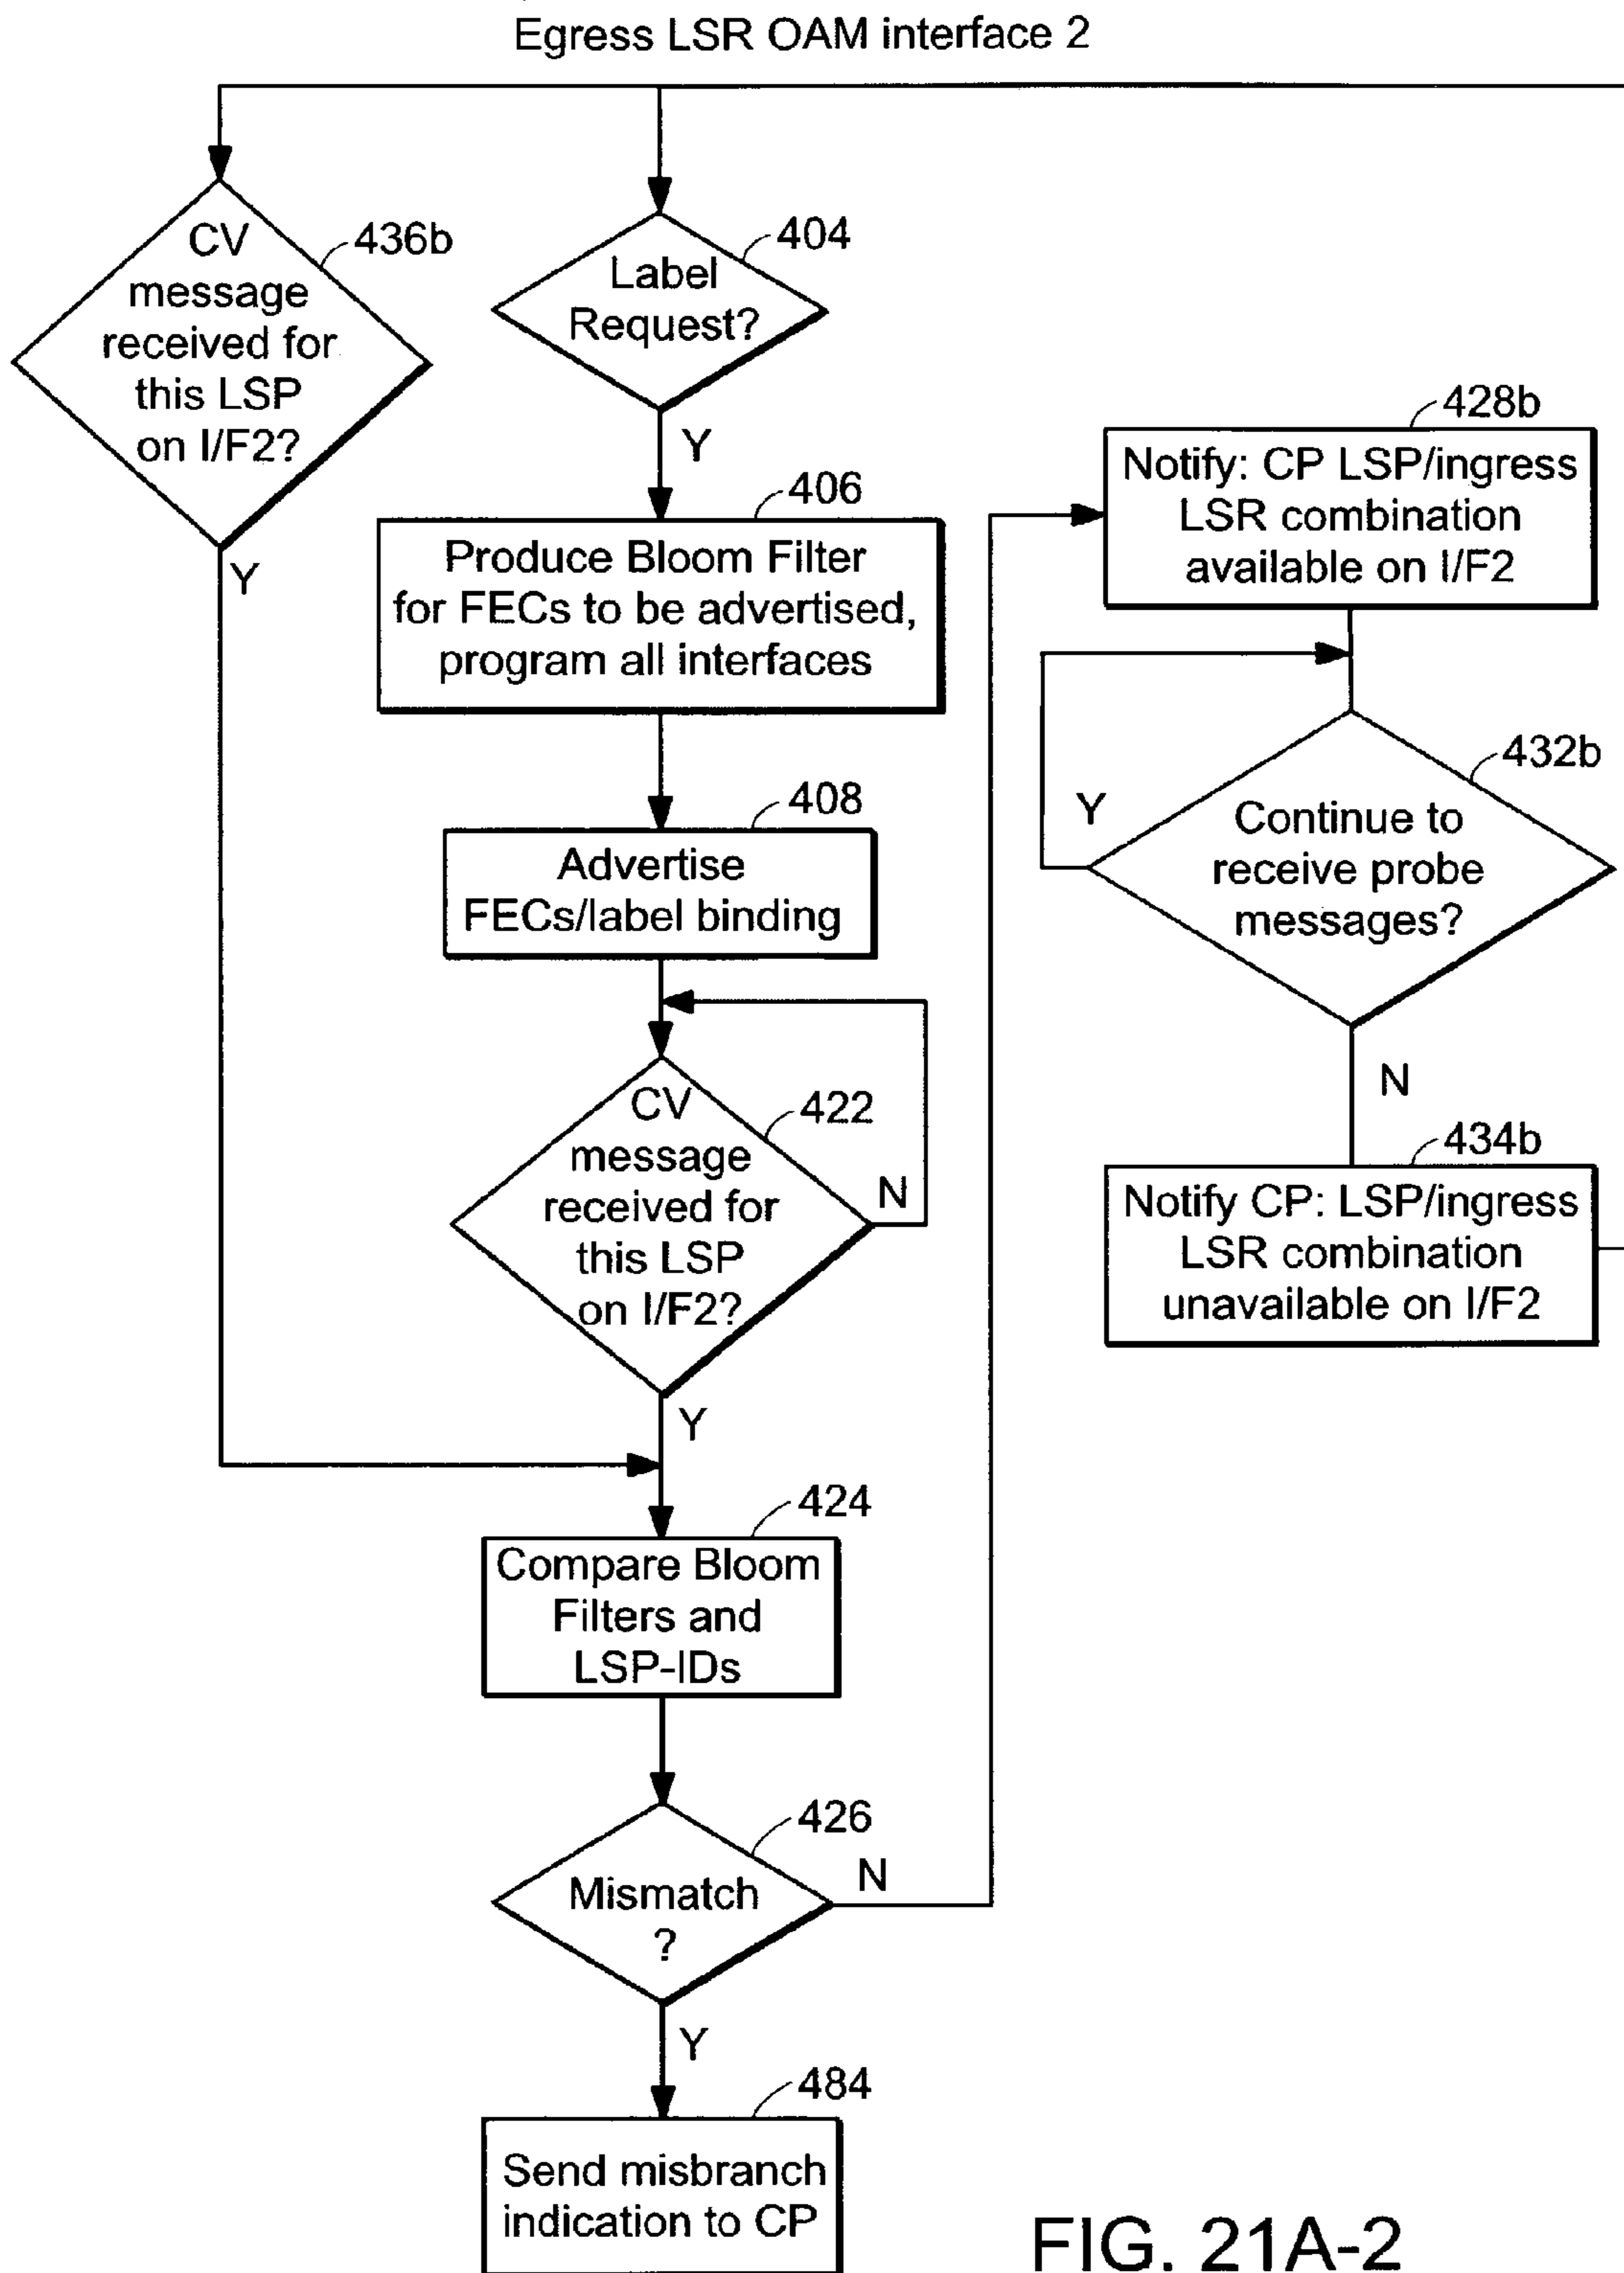 Egress LSR OAM interface 2
CV
message
received for
this LSP
on I/F2?
436b
Y
Label
Request?
404
Y
406
Produce Bloom Filter
for FECs to be advertised,
program all interfaces
408
Advertise
FECs/label binding
CV
message
received for
this LSP
on I/F2?
422
N
Y
424
Compare Bloom
Filters and
LSP-IDs
426
Mismatch
?
N
Y
484
Send misbranch
indication to CP
428b
Notify: CP LSP/ingress
LSR combination
available on I/F2
432b
Continue to
receive probe
messages?
Y
N
434b
Notify CP: LSP/ingress
LSR combination
unavailable on I/F2
FIG. 21A-2